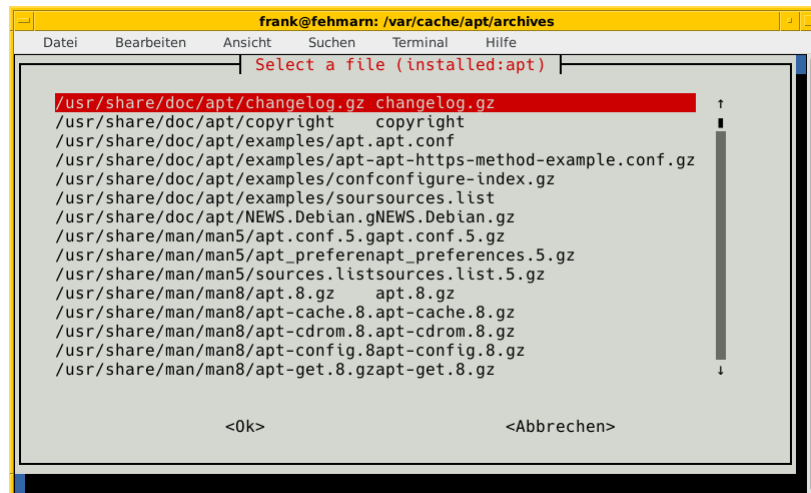 frank@fehmarn: /var/cache/apt/archives
Datei Bearbeiten Ansicht Suchen Terminal Hilfe
Select a file (installed:apt)
/usr/share/doc/apt/changelog.gz changelog.gz
/usr/share/doc/apt/copyright copyright
/usr/share/doc/apt/examples/apt.apt.conf
/usr/share/doc/apt/examples/apt-apt-https-method-example.conf.gz
/usr/share/doc/apt/examples/confconfigure-index.gz
/usr/share/doc/apt/examples/soursources.list
/usr/share/doc/apt/NEWS.Debian.gNEWS.Debian.gz
/usr/share/man/man5/apt.conf.5.gapt.conf.5.gz
/usr/share/man/man5/apt_preferenapt_preferences.5.gz
/usr/share/man/man5/sources.listsources.list.5.gz
/usr/share/man/man8/apt.8.gz apt.8.gz
/usr/share/man/man8/apt-cache.8.apt-cache.8.gz
/usr/share/man/man8/apt-cdrom.8.apt-cdrom.8.gz
/usr/share/man/man8/apt-config.8apt-config.8.gz
/usr/share/man/man8/apt-get.8.gzapt-get.8.gz
<Ok> <Abbrechen>